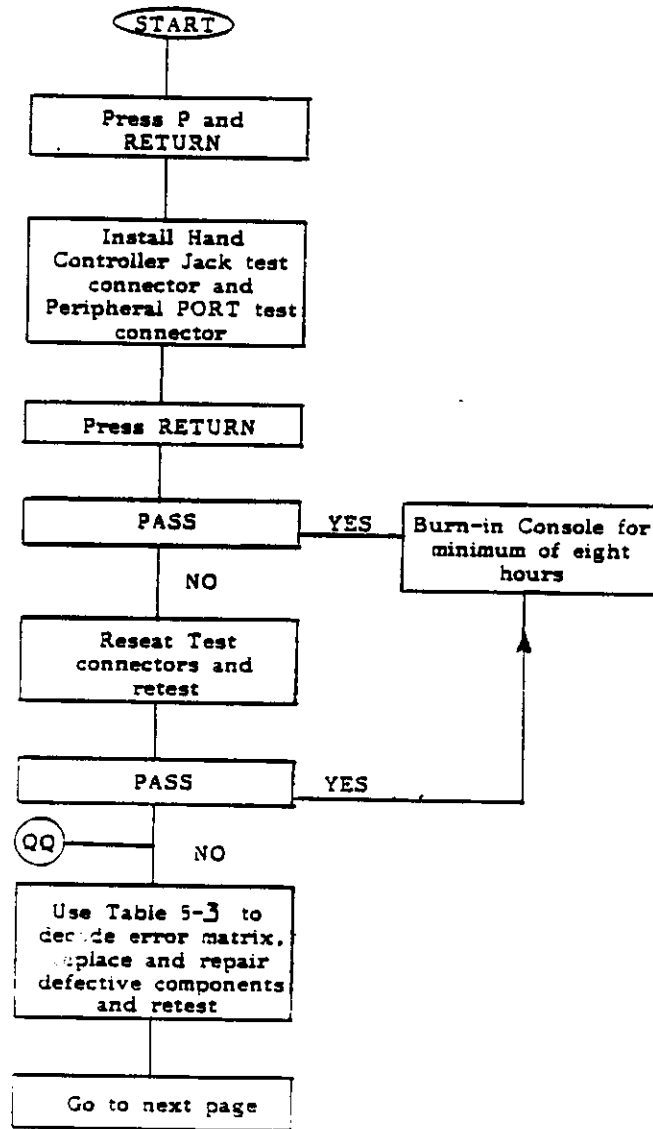 START
Press P and
RETURN
Install Hand
Controller Jack test
connector and
Peripheral PORT test
connector
Press RETURN
PASS
YES
Burn-in Console for
minimum of eight
hours
NO
Reseat Test
connectors and
retest
PASS
YES
QQ
NO
Use Table 5-3 to
decode error matrix,
replace and repair
defective components
and retest
Go to next page